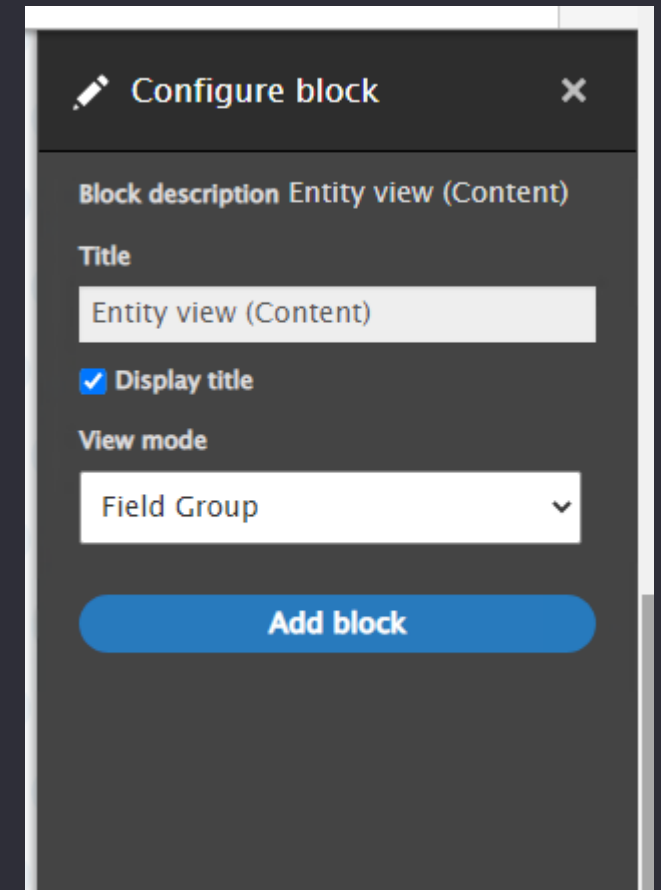 Configure block
Block description Entity view (Content)
Title
Entity view (Content)
Display title
View mode
Field Group
Add block